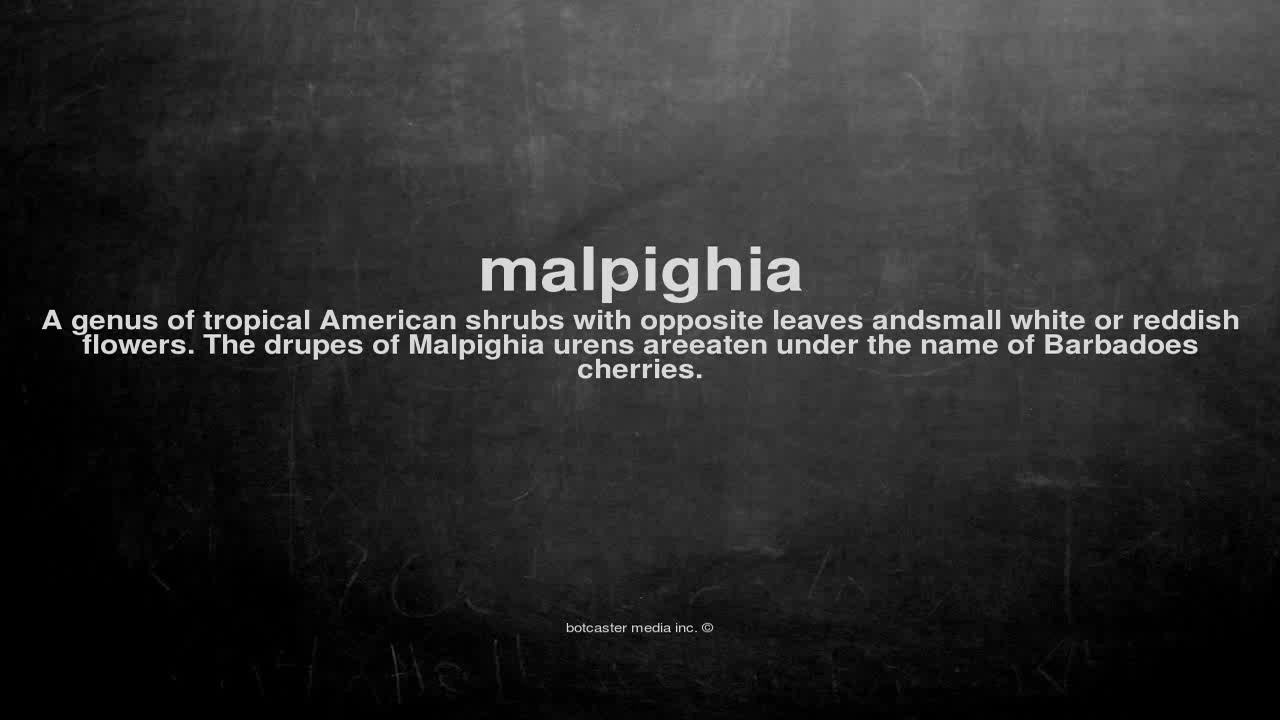 malpighia
A genus of tropical American shrubs with opposite leaves andsmall white or reddish
flowers. The drupes of Malpighia urens areeaten under the name of Barbadoes
cherries.
botcaster media inc. ©